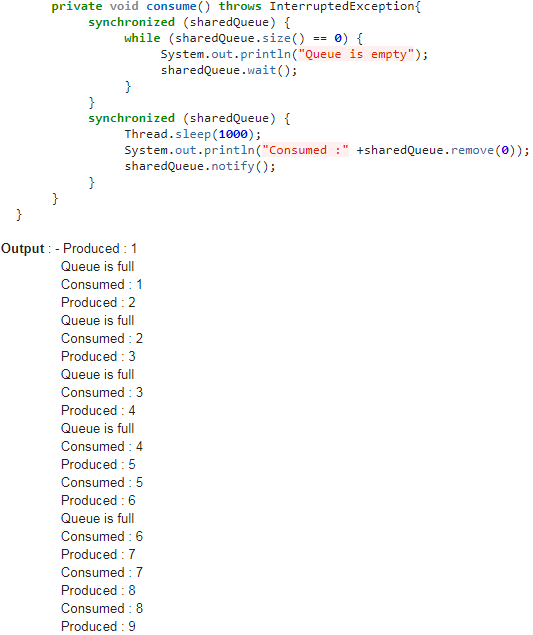 private void consume() throws InterruptedException{
synchronized (sharedQueue) {
while (sharedQueue.size() == 0) {
System.out.println("Queue is empty");
sharedQueue.wait();
}
}
synchronized (sharedQueue) {
Thread.sleep(1000);
System.out.println("Consumed :" +sharedQueue.remove(0));
sharedQueue.notify();
}
}
}
Output : - Produced : 1
Queue is full
Consumed : 1
Produced : 2
Queue is full
Consumed : 2
Produced : 3
Queue is full
Consumed : 3
Produced : 4
Queue is full
Consumed : 4
Produced : 5
Consumed : 5
Produced : 6
Queue is full
Consumed : 6
Produced : 7
Consumed : 7
Produced : 8
Consumed : 8
Produced : 9